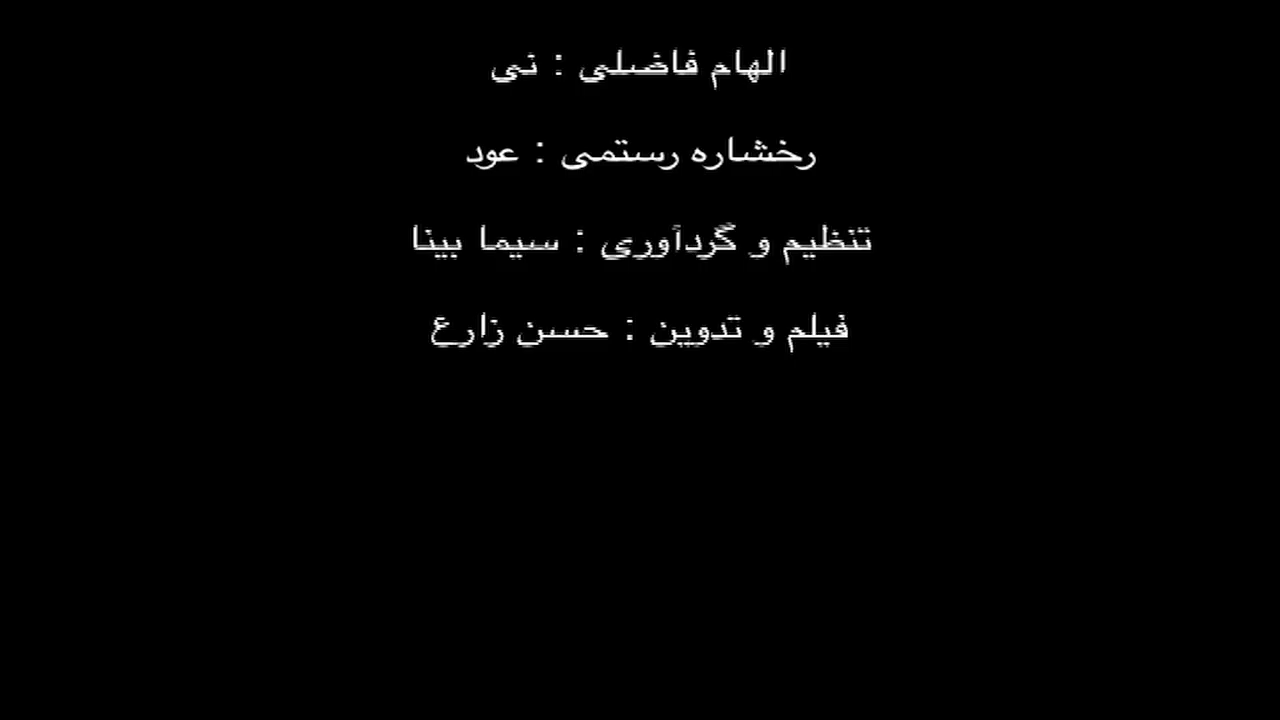 الهام فاضلی : نی
رخشاره رستمی : عود
تنظیم و گردآوری : سیما بینا
فیلم و تدوین : حسن زارع